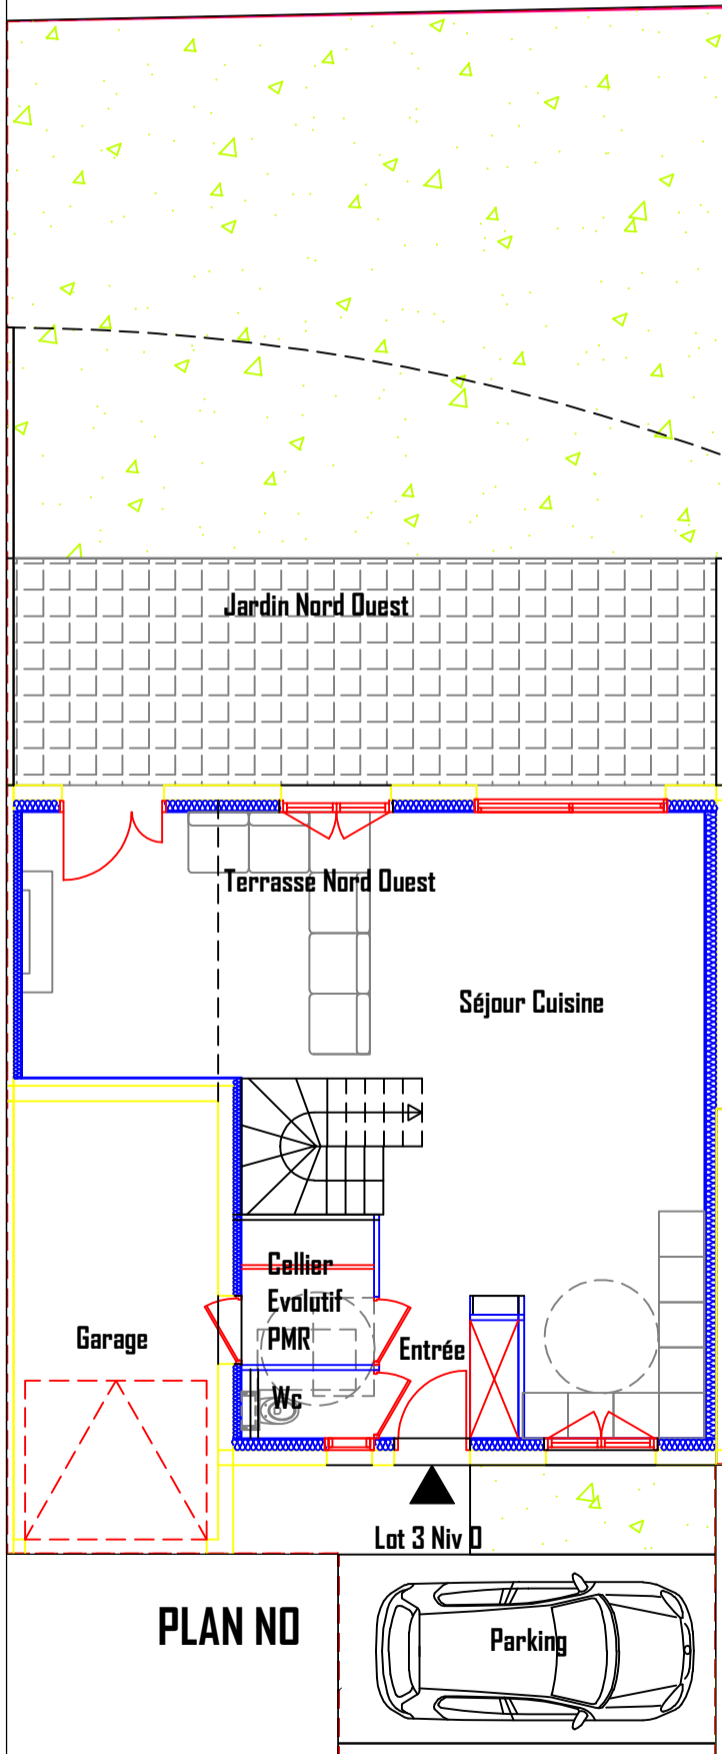 Jardin Nord Ouest
Terrasse Nord Ouest
Séjour Cuisine
Cellier
Evolutif
PMR
Garage
Entrée
Wc
Lot 3 Niv 0
PLAN NO
Parking